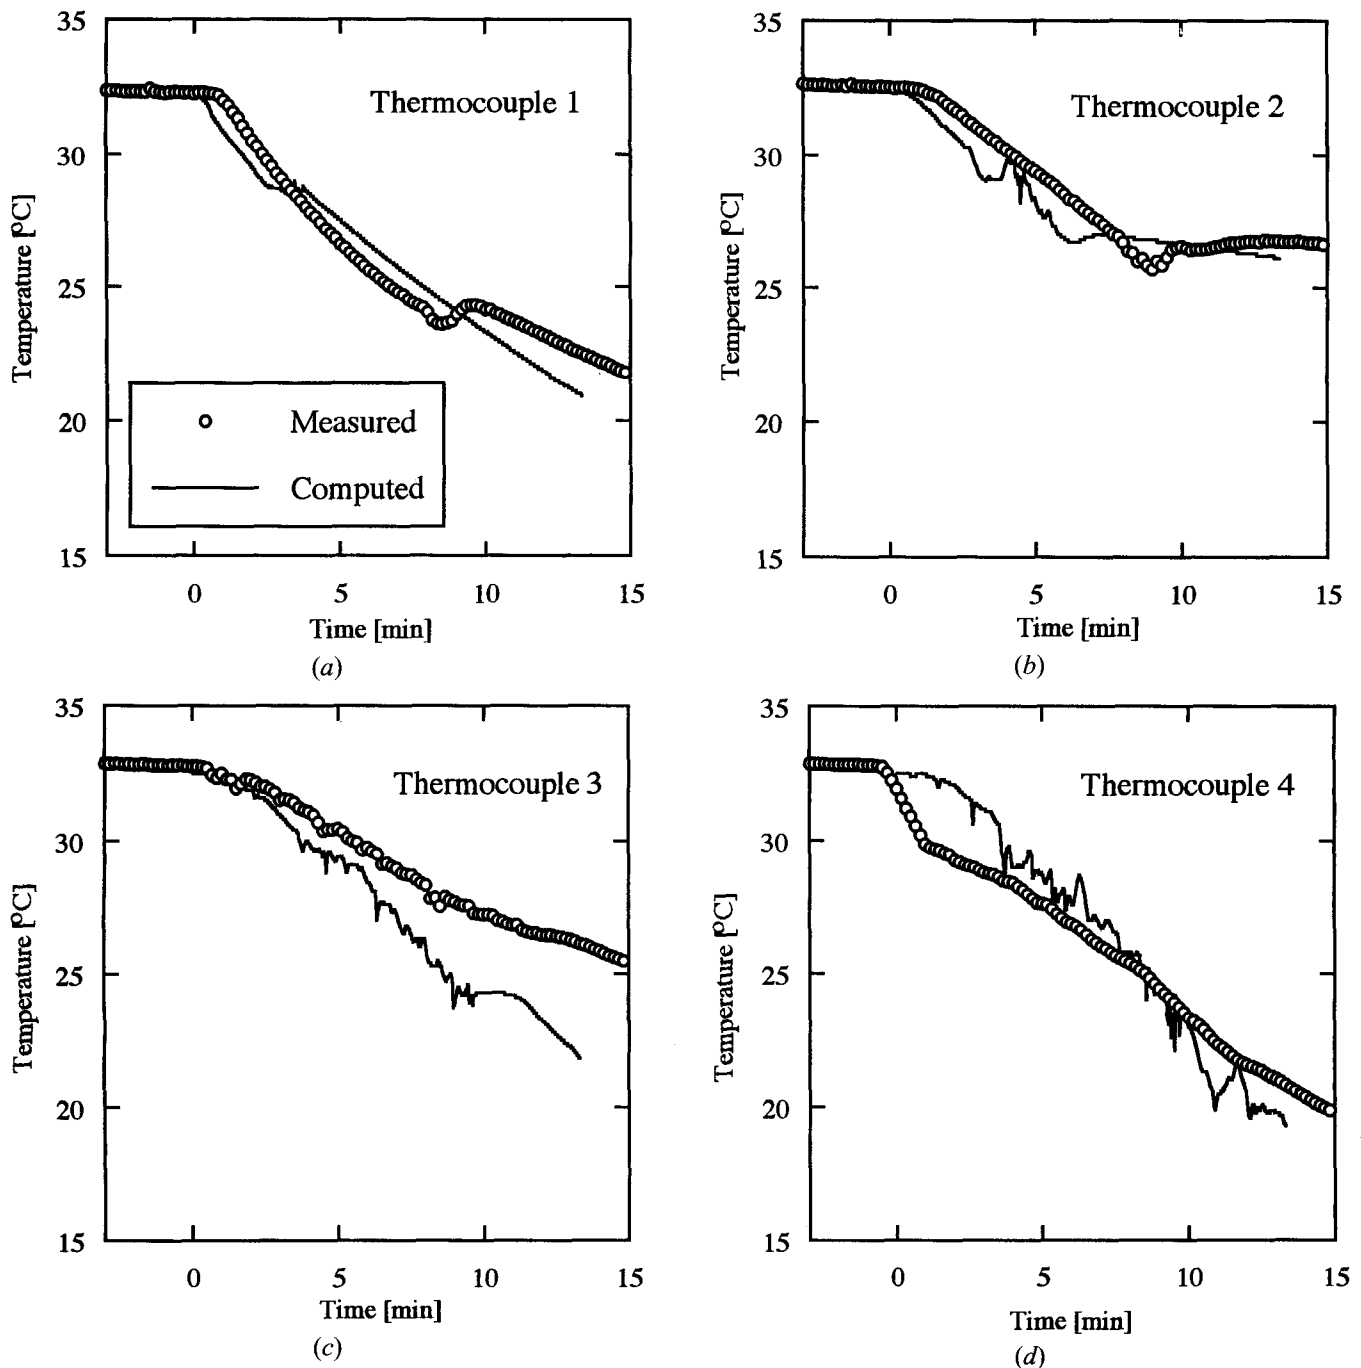 35
30
25
20
15
Temperature [°C]
Thermocouple 1
Measured
Computed
0 5 10 15
Time [min]
(a)
35
30
25
20
15
Temperature [°C]
Thermocouple 2
0 5 10 15
Time [min]
(b)
35
30
25
20
15
Temperature [°C]
Thermocouple 3
0 5 10 15
Time [min]
(c)
35
30
25
20
15
Temperature [°C]
Thermocouple 4
0 5 10 15
Time [min]
(d)